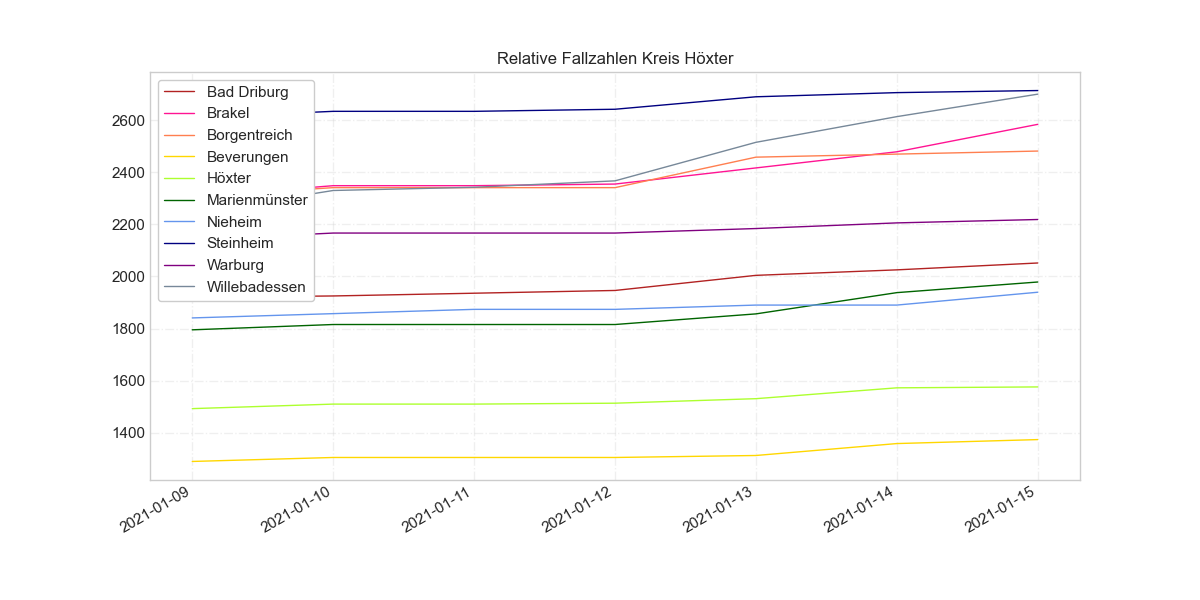 Relative Fallzahlen Kreis Höxter
Bad Driburg
Brakel
Borgentreich
Beverungen
Höxter
Marienmünster
Nieheim
Steinheim
Warburg
Willebadessen
2600
2400
2200
2000
1800
1600
1400
2021-01-09
2021-01-10
2021-01-11
2021-01-12
2021-01-13
2021-01-14
2021-01-15